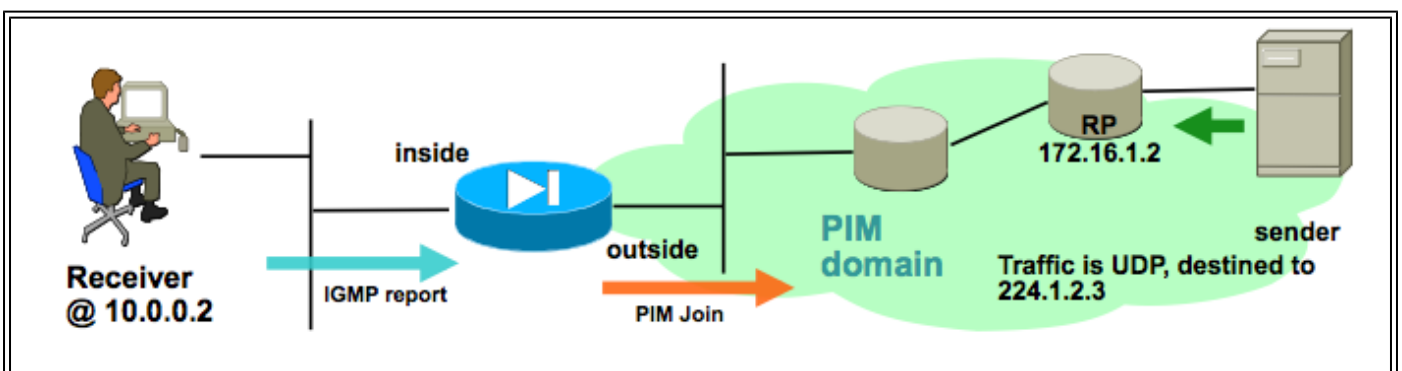 inside
RP
172.16.1.2
outside
PIM
domain
sender
Receiver
@ 10.0.0.2
IGMP report
PIM Join
Traffic is UDP, destined to
224.1.2.3